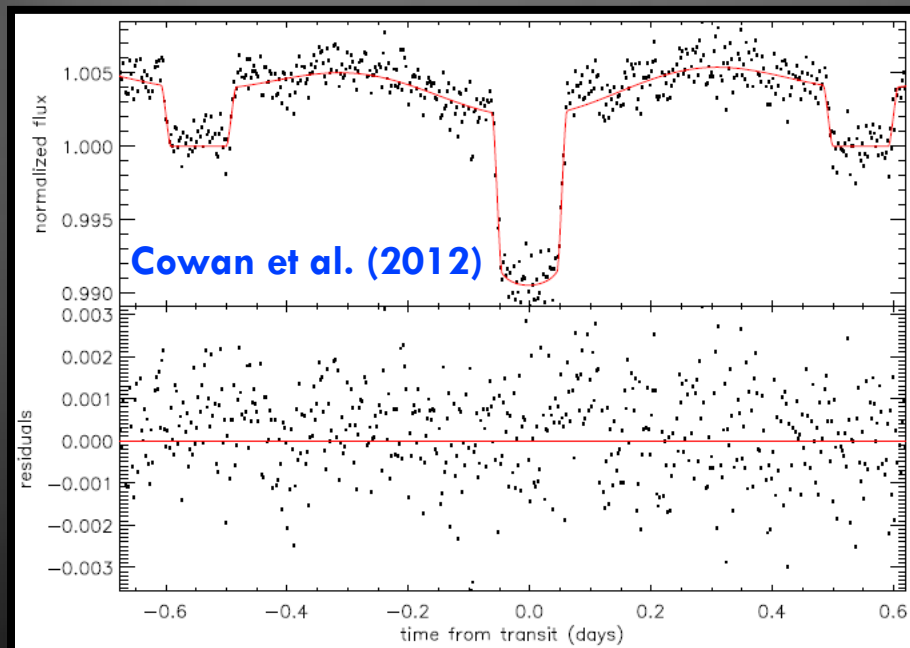 1.005
1.000
0.995
0.990
normalized flux
Cowan et al. (2012)
0.003
0.002
0.001
0.000
−0.001
−0.002
−0.003
residuals
−0.6 −0.4 −0.2 0.0 0.2 0.4 0.6
time from transit (days)